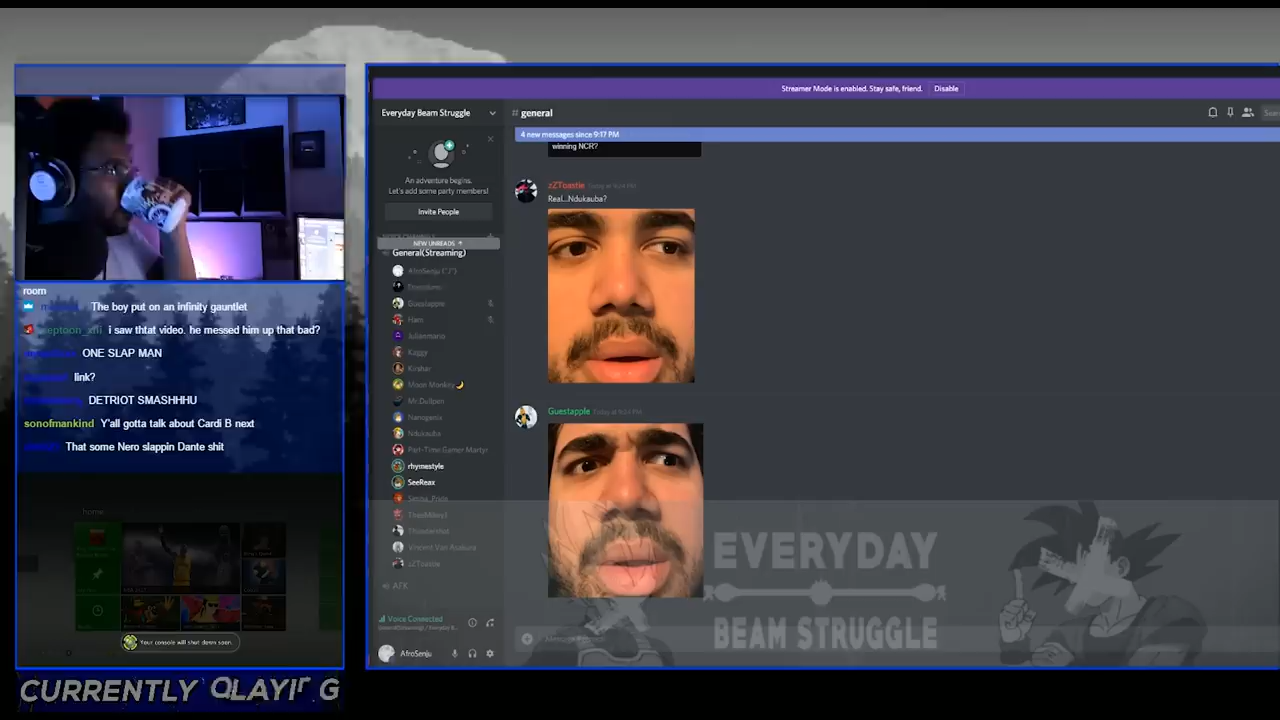 Streamer Mode is enabled. Stay safe, friend. Disable
Everyday Beam Struggle
# general
4 new messages since 9:17 PM
winning NCR?
An adventure begins.
Let's add some party members!
Invite People
NEW UNREADS
General(Streaming)
Guestapple
Ham
Julianmario
Kaggy
Kirshar
Moon Monkey
Mr.Dullpen
Nanogenix
Ndukauba
Part-Time Gamer Martyr
rhymestyle
SeeReax
Vincent Van Asakura
zZToastie
AFK
Voice Connected
AfroSenju
zZToastie
Real...Ndukauba?
Guestapple
room
The boy put on an infinity gauntlet
i saw thtat video. he messed him up that bad?
ONE SLAP MAN
link?
DETRIOT SMASHHHU
sonofmankind Y'all gotta talk about Cardi B next
That some Nero slappin Dante shit
home
Your console will shut down soon.
EVERYDAY
BEAM STRUGGLE
CURRENTLY